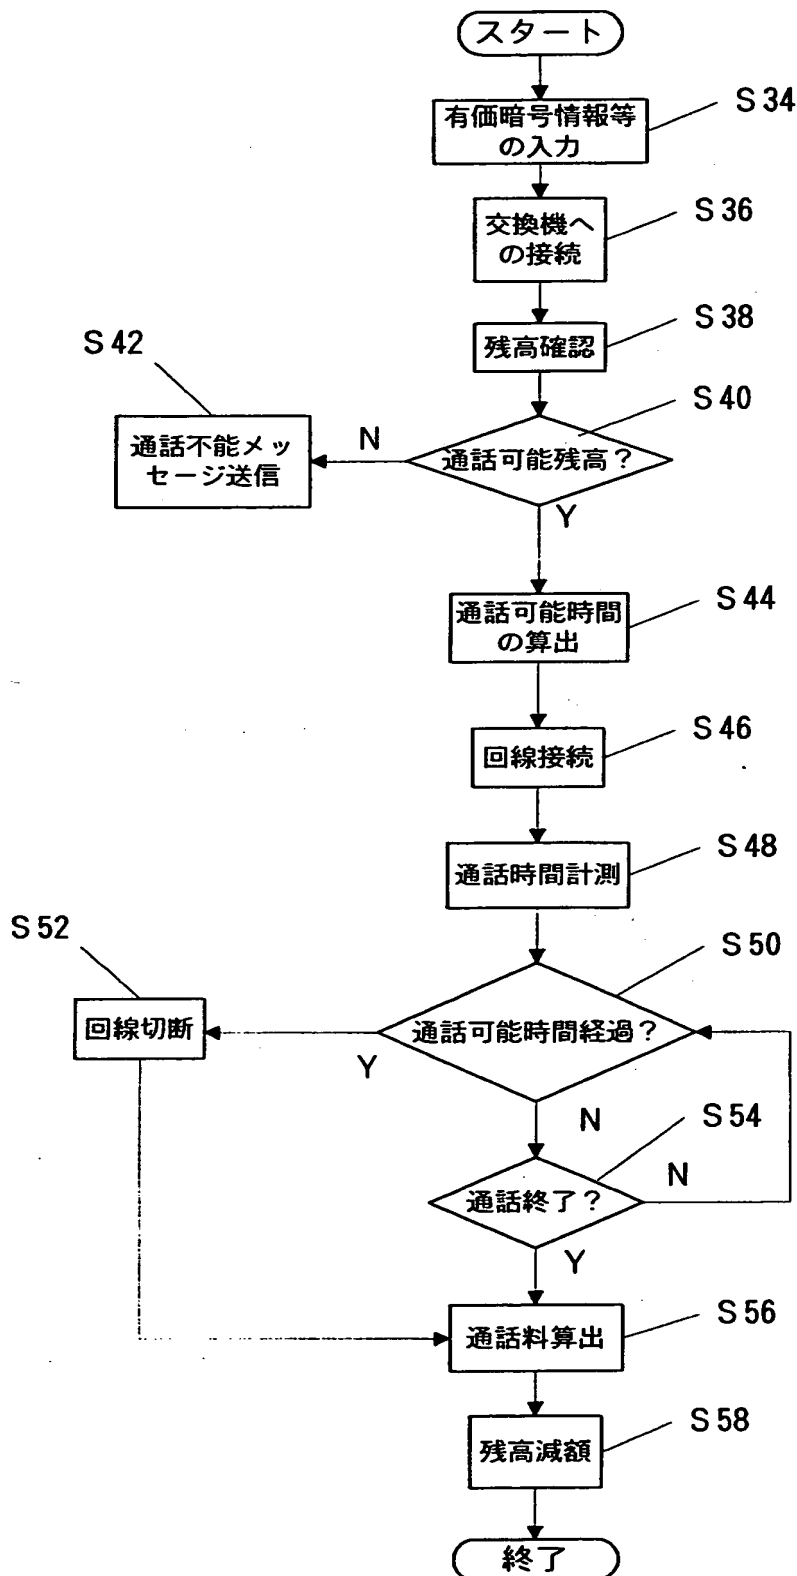 スタート
S34
有価暗号情報等
の入力
S36
交換機へ
の接続
S38
残高確認
S42
S40
通話不能メッ
セージ送信
N
通話可能残高？
Y
S44
通話可能時間
の算出
S46
回線接続
S48
通話時間計測
S52
S50
回線切断
Y
通話可能時間経過？
N
S54
通話終了？
N
Y
S56
通話料算出
S58
残高減額
終了